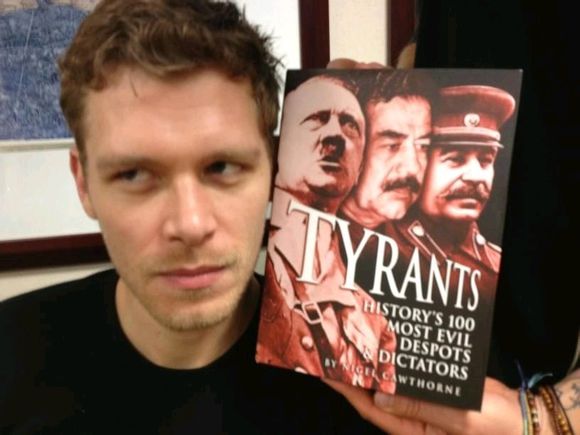 TYRANTS
HISTORY'S 100
MOST EVIL
DESPOTS
& DICTATORS
BY NIGEL CAWTHORNE